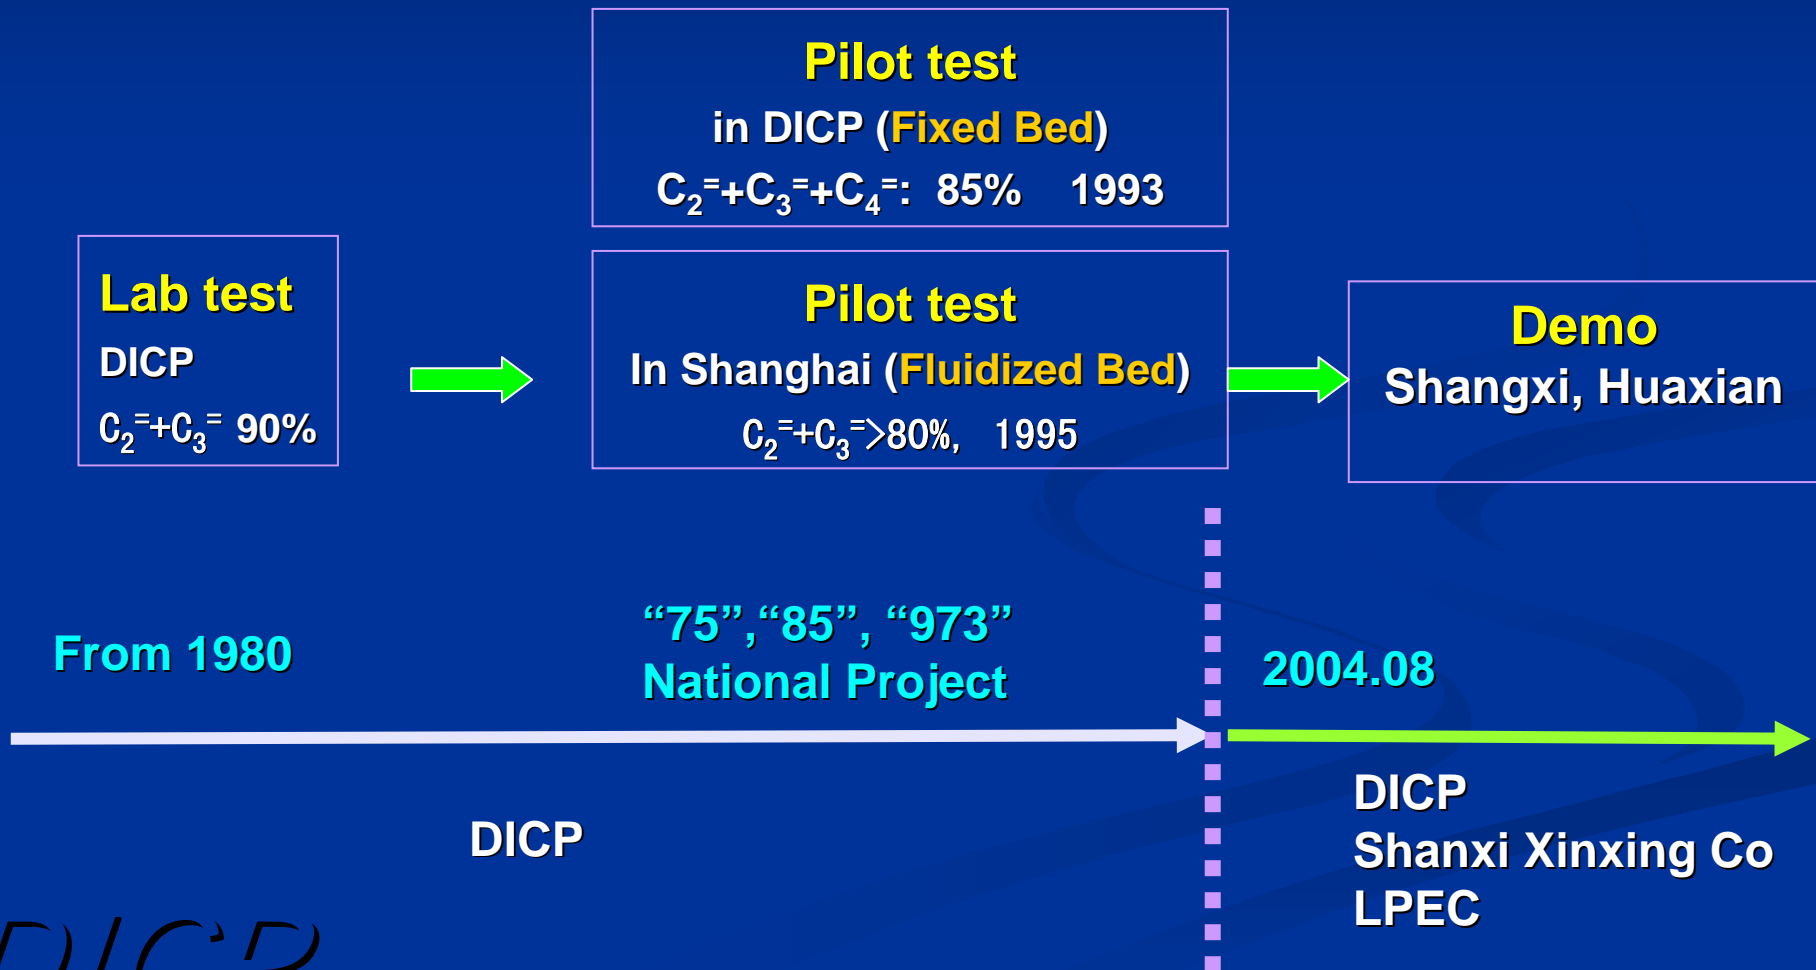 Pilot test
in DICP (Fixed Bed)
C₂⁼+C₃⁼+C₄⁼: 85% 1993
Lab test
DICP
C₂⁼+C₃⁼ 90%
Pilot test
In Shanghai (Fluidized Bed)
C₂⁼+C₃⁼>80%, 1995
Demo
Shangxi, Huaxian
From 1980
“75”,“85”, “973”
National Project
2004.08
DICP
DICP
Shanxi Xinxing Co
LPEC
DICP